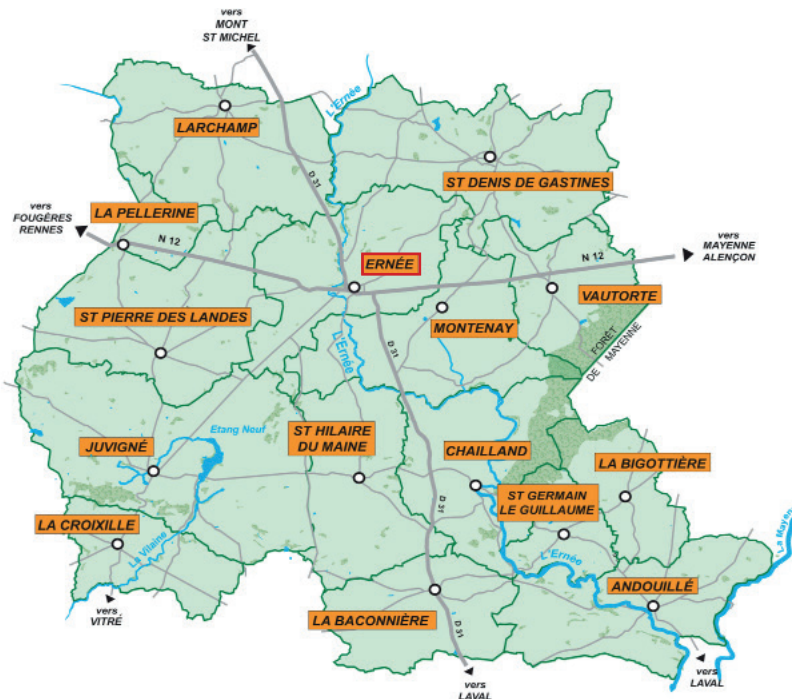 vers
MONT
ST MICHEL
L'Ernée
LARCHAMP
D 31
ST DENIS DE GASTINES
vers
FOUGÈRES
RENNES
LA PELLERINE
N 12
ERNÉE
N 12
vers
MAYENNE
ALENÇON
VAUTORTE
ST PIERRE DES LANDES
MONTENAY
L'Ernée
D 31
FORÊT
DE MAYENNE
JUVIGNÉ
Etang Neuf
ST HILAIRE
DU MAINE
CHAILLAND
LA BIGOTTIÈRE
ST GERMAIN
LE GUILLAUME
D 31
LA CROIXILLE
La Vilaine
L'Ernée
La Mayen
vers
VITRÉ
LA BACONNIÈRE
D 31
ANDOUILLÉ
vers
LAVAL
vers
LAVAL